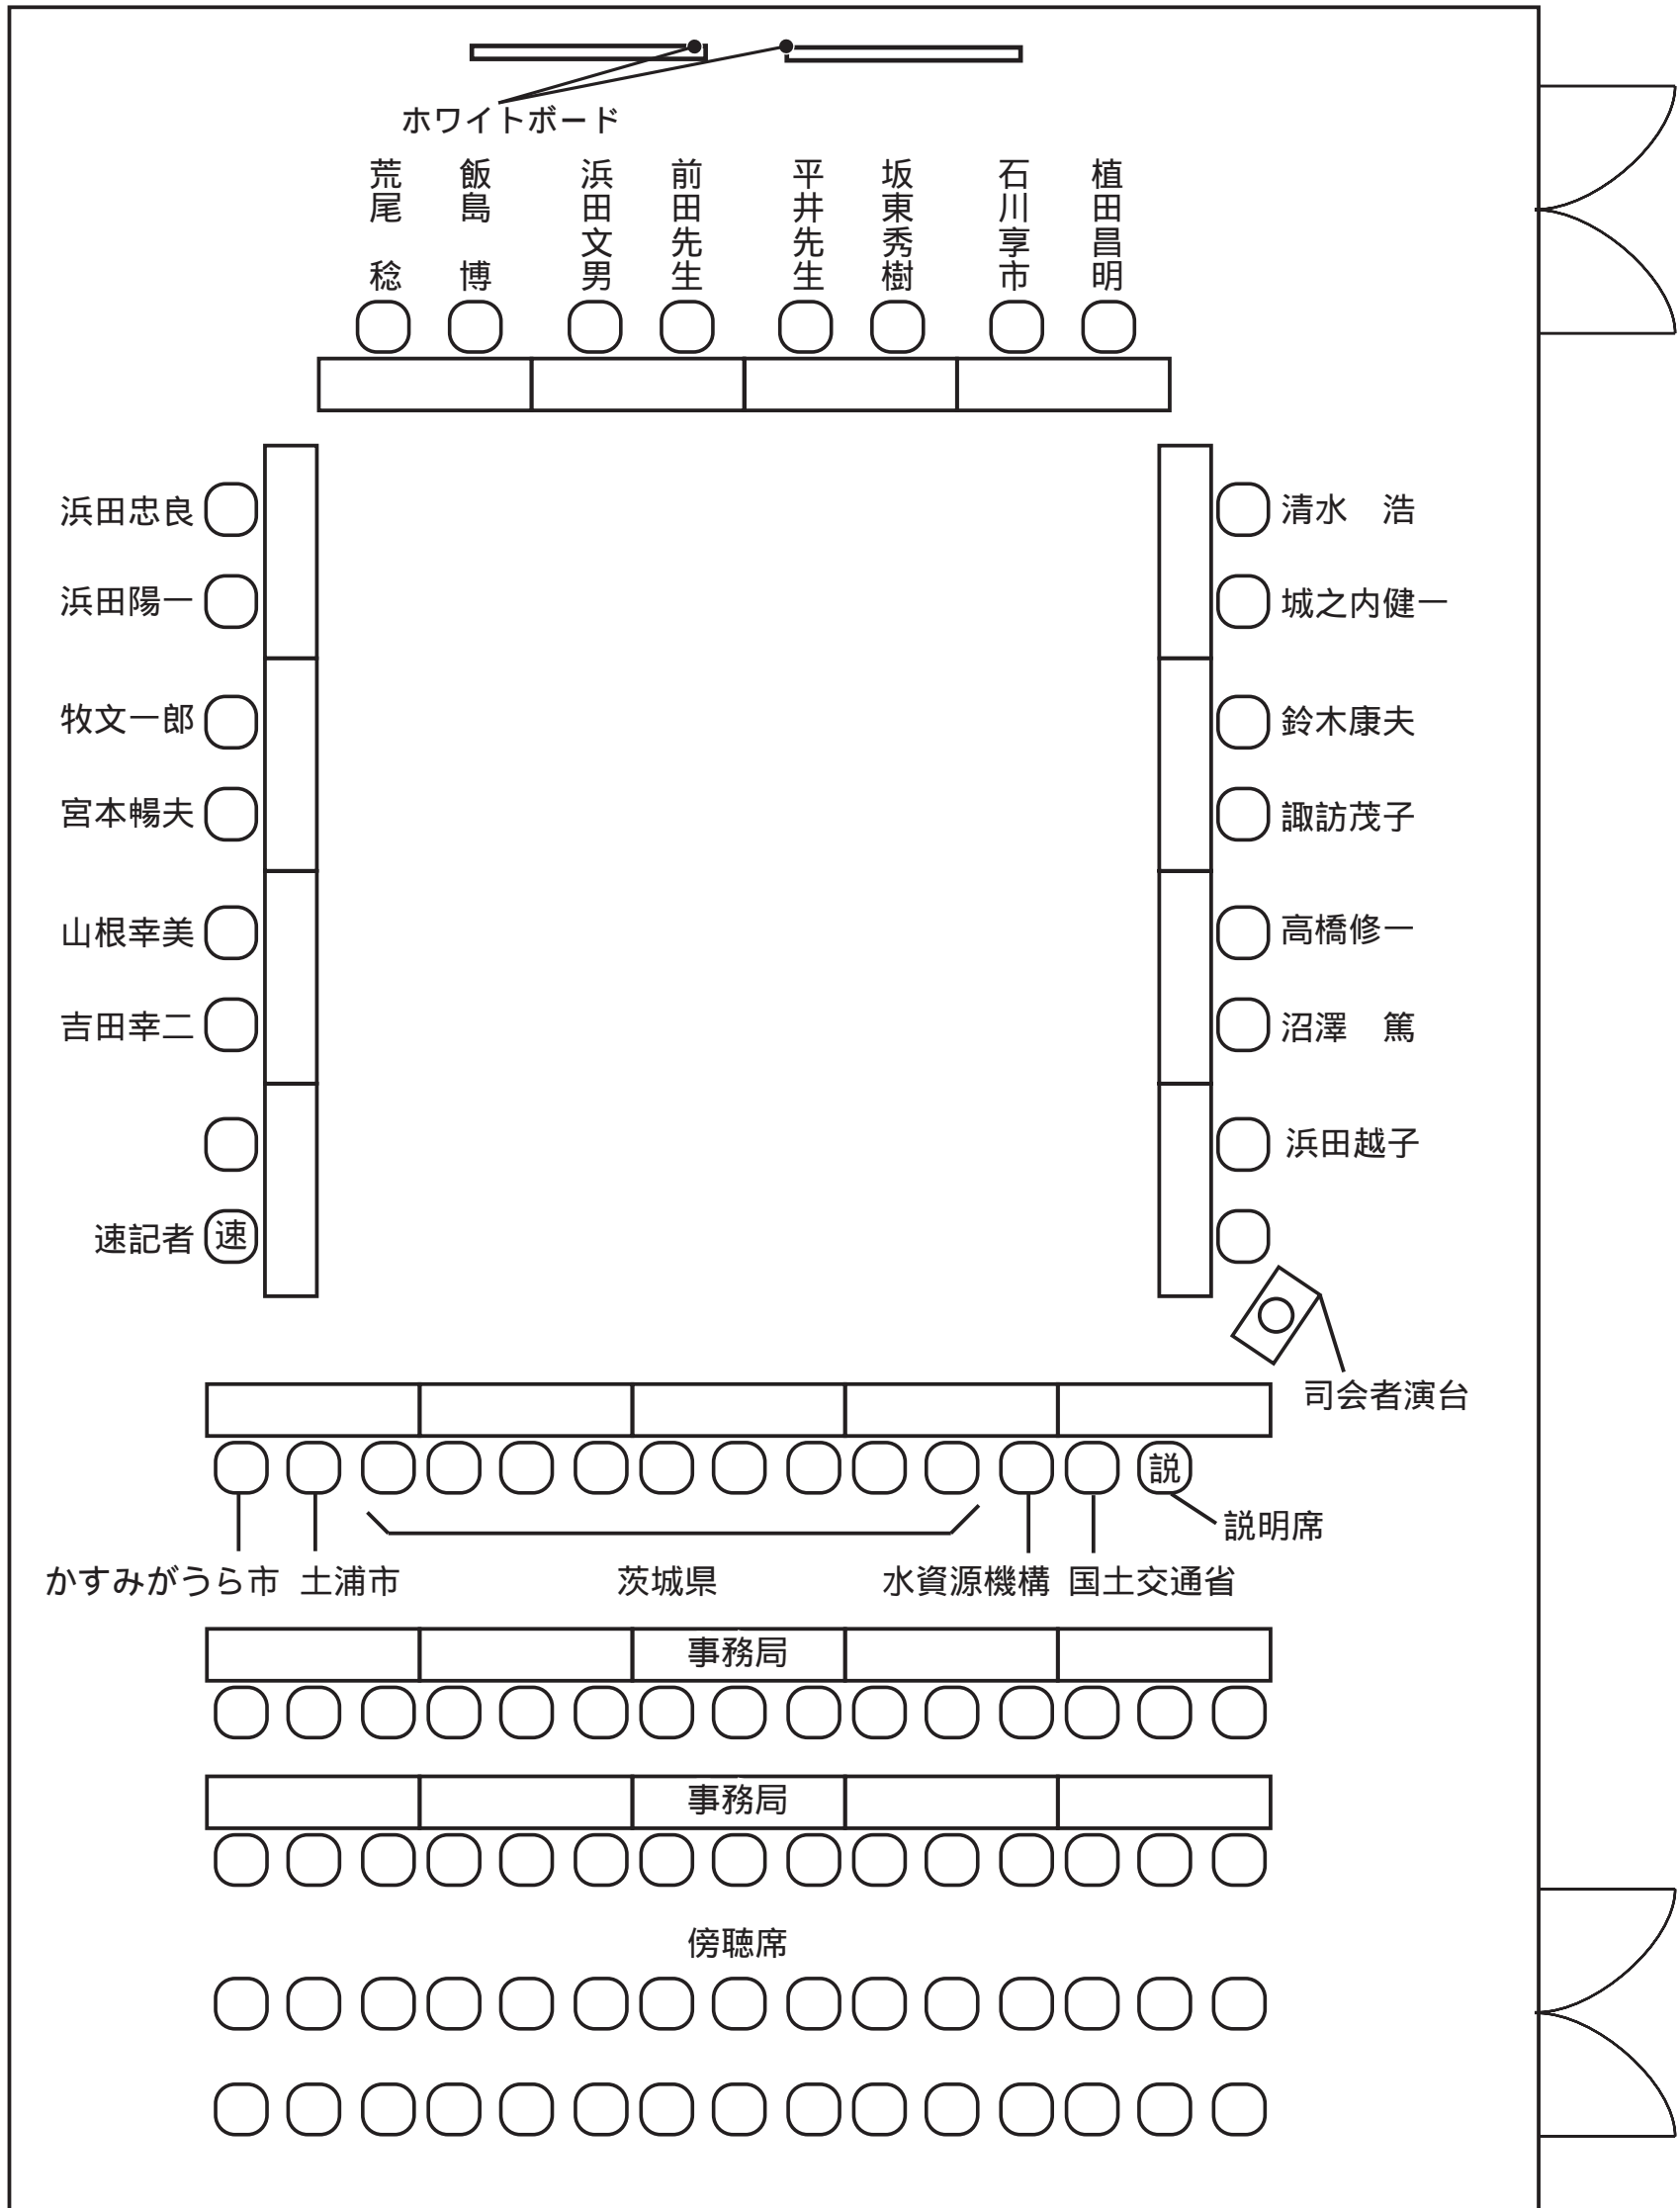 ホワイトボード
荒尾　稔
飯島　博
浜田文男
前田先生
平井先生
坂東秀樹
石川享市
植田昌明
浜田忠良
浜田陽一
牧文一郎
宮本暢夫
山根幸美
吉田幸二
速記者
速
清水　浩
城之内健一
鈴木康夫
諏訪茂子
高橋修一
沼澤　篤
浜田越子
司会者演台
説
説明席
かすみがうら市
土浦市
茨城県
水資源機構
国土交通省
事務局
事務局
傍聴席